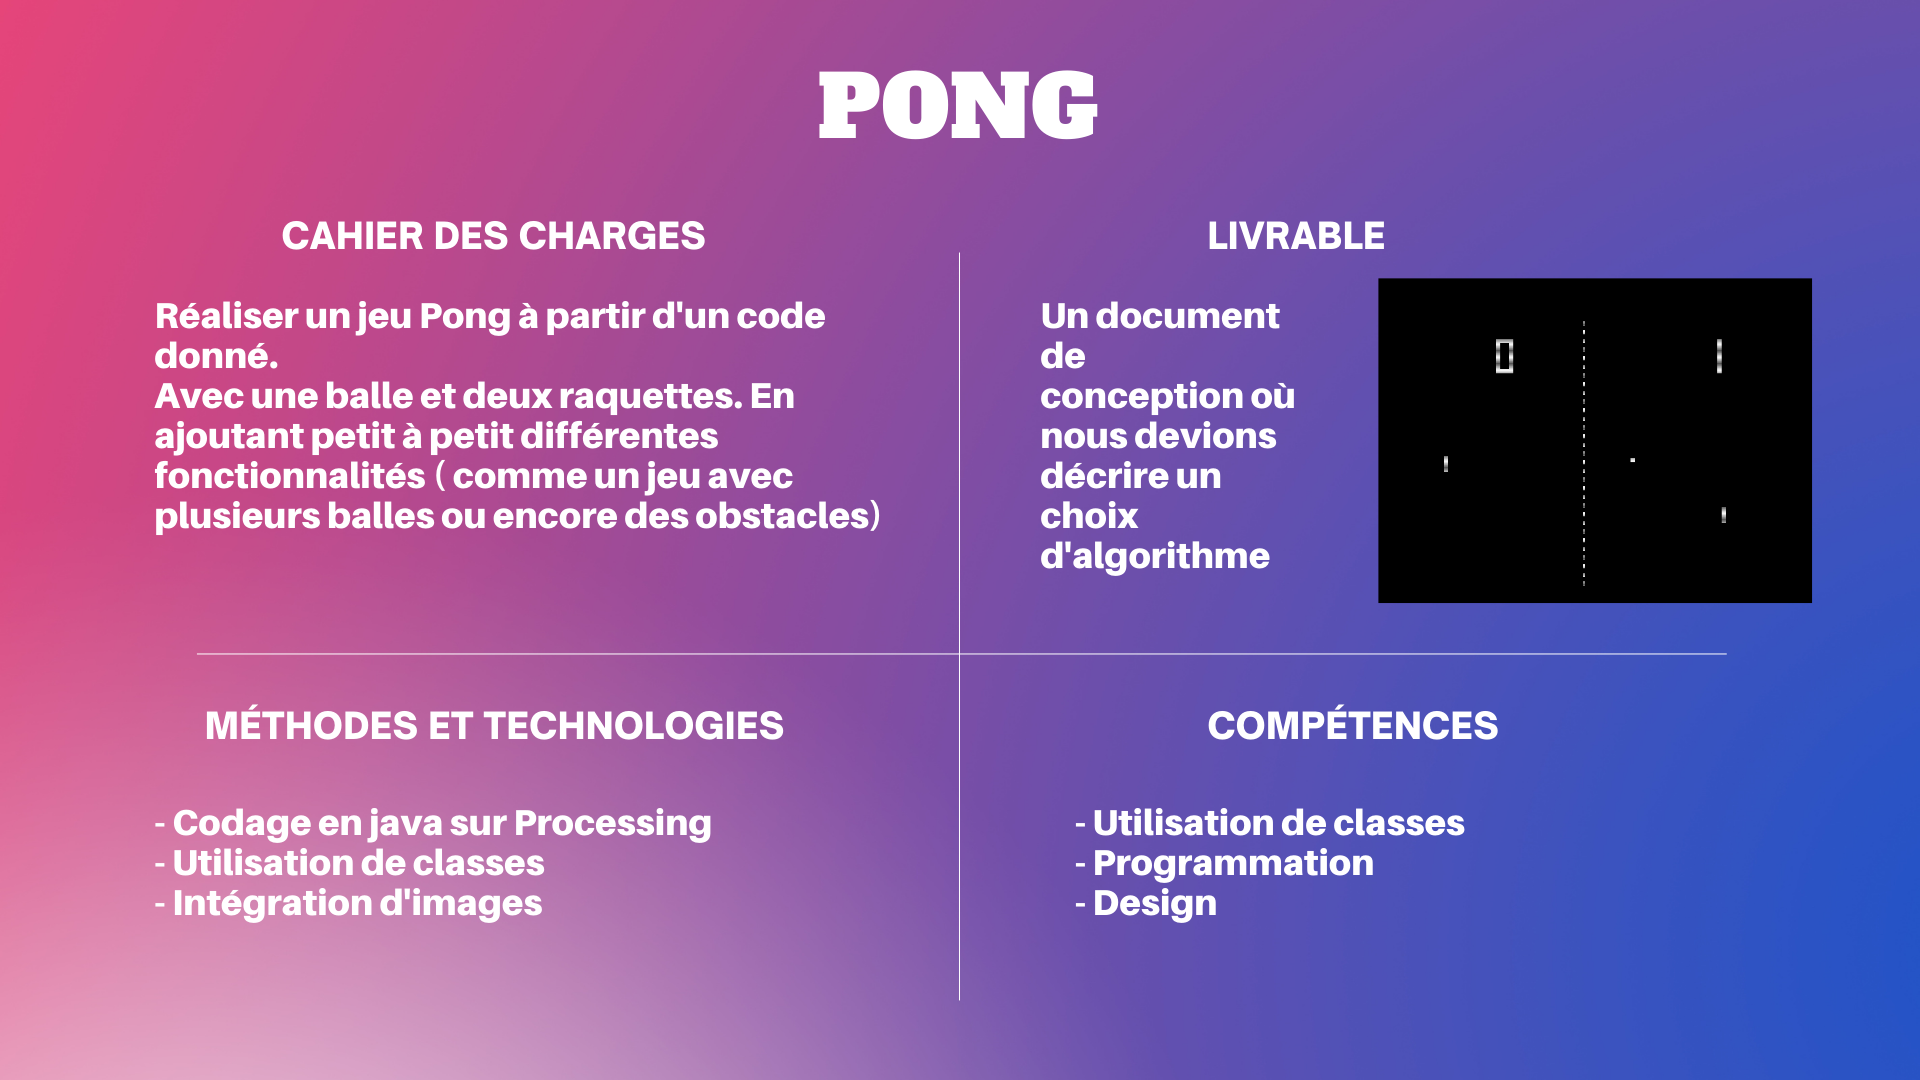 PONG
CAHIER DES CHARGES
Réaliser un jeu Pong à partir d'un code
donné.
Avec une balle et deux raquettes. En
ajoutant petit à petit différentes
fonctionnalités ( comme un jeu avec
plusieurs balles ou encore des obstacles)
LIVRABLE
Un document
de
conception où
nous devions
décrire un
choix
d'algorithme
0 1
MÉTHODES ET TECHNOLOGIES
- Codage en java sur Processing
- Utilisation de classes
- Intégration d'images
COMPÉTENCES
- Utilisation de classes
- Programmation
- Design